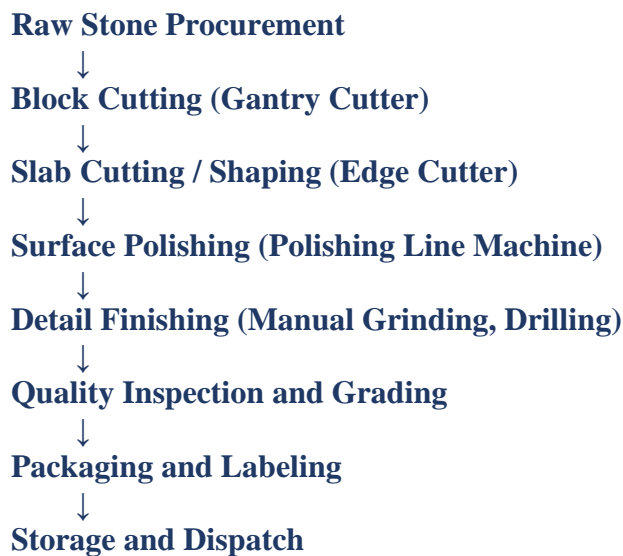 Raw Stone Procurement
↓
Block Cutting (Gantry Cutter)
↓
Slab Cutting / Shaping (Edge Cutter)
↓
Surface Polishing (Polishing Line Machine)
↓
Detail Finishing (Manual Grinding, Drilling)
↓
Quality Inspection and Grading
↓
Packaging and Labeling
↓
Storage and Dispatch